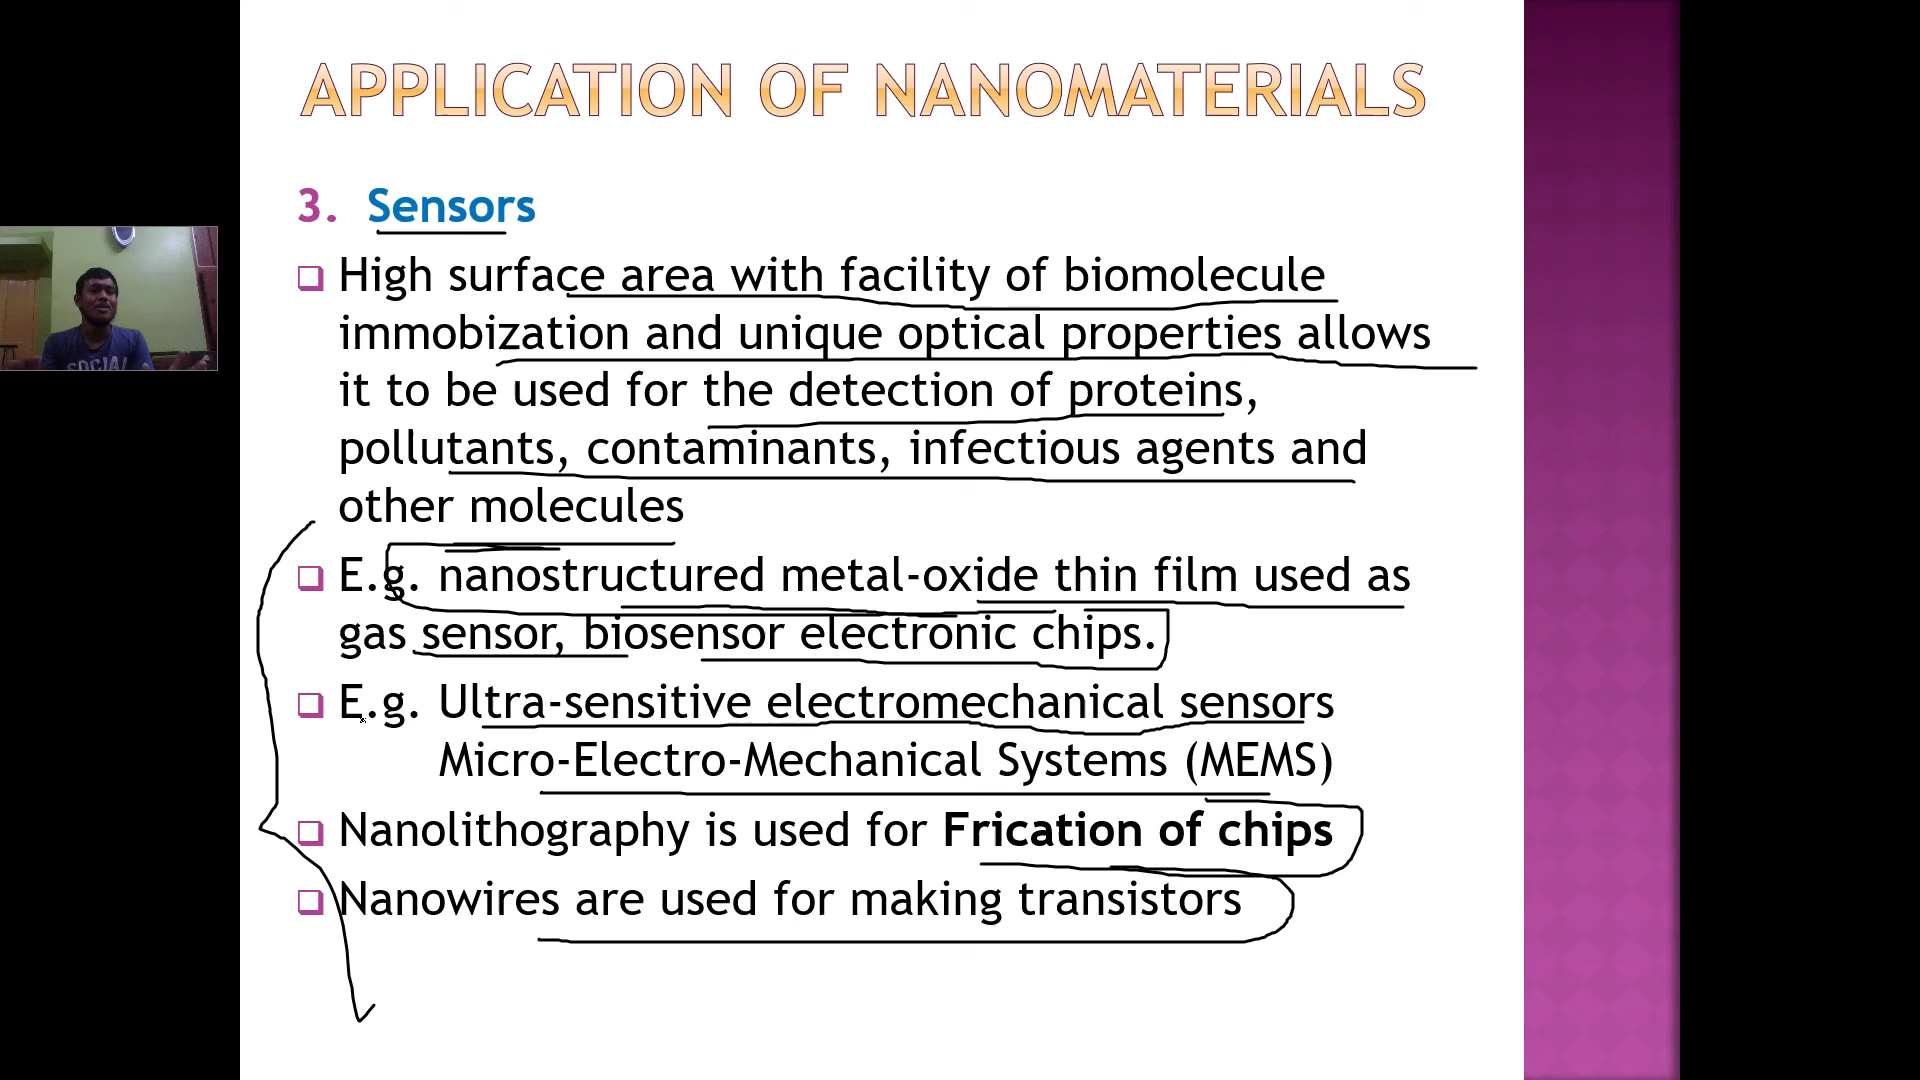 APPLICATION OF NANOMATERIALS
3. Sensors
High surface area with facility of biomolecule
immobization and unique optical properties allows
it to be used for the detection of proteins,
pollutants, contaminants, infectious agents and
other molecules
E.g. nanostructured metal-oxide thin film used as
gas sensor, biosensor electronic chips.
E.g. Ultra-sensitive electromechanical sensors
Micro-Electro-Mechanical Systems (MEMS)
Nanolithography is used for Frication of chips
Nanowires are used for making transistors
SOCIAL